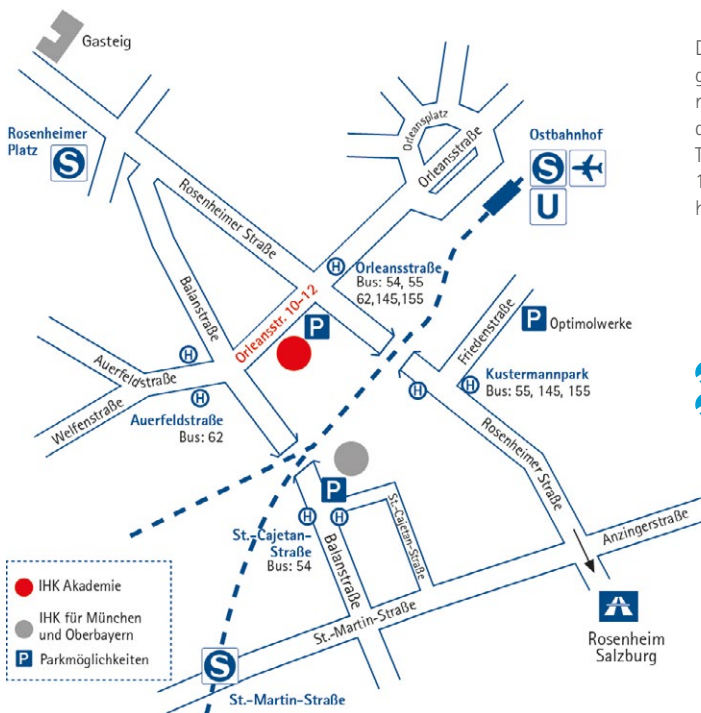 Gasteig
Rosenheimer
Platz
S
Rosenheimer Straße
Orleansplatz
Orleansstraße
Ostbahnhof
S
U
Balanstraße
H
Orleansstraße
Bus: 54, 55
62,145,155
Orleansstr. 10-12
P
Friedenstraße
P Optimolwerke
H
Auerfeldstraße
Welfenstraße
H
Auerfeldstraße
Bus: 62
H
H
Kustermannpark
Bus: 55, 145, 155
Rosenheimer Straße
P
H
H
St.-Cajetan-
Straße
Bus: 54
Balanstraße
St.-Cajetan-Straße
Anzingerstraße
St.-Martin-Straße
Rosenheim
Salzburg
IHK Akademie
IHK für München
und Oberbayern
P Parkmöglichkeiten
S
St.-Martin-Straße